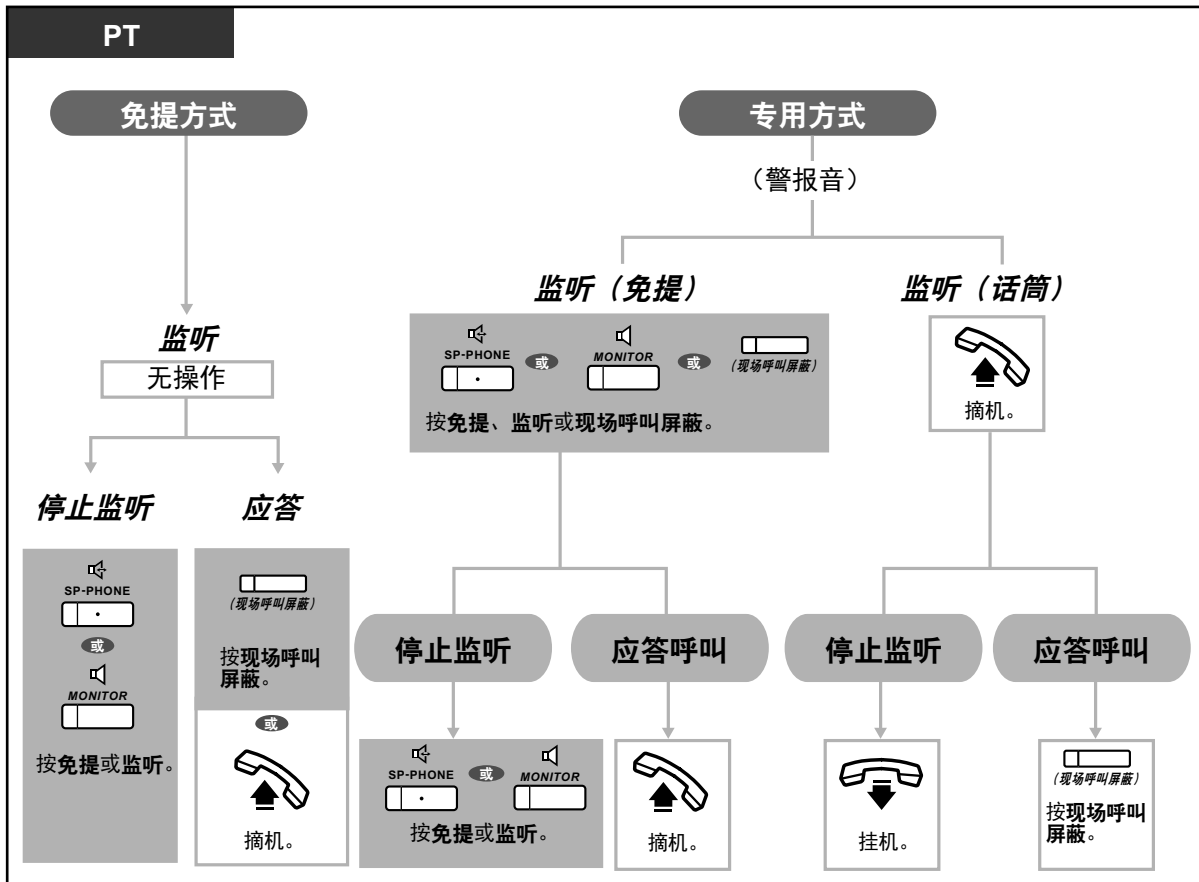 PT
免提方式
监听
无操作
停止监听
SP-PHONE
或
MONITOR
按免提或监听。
应答
(现场呼叫屏蔽)
按现场呼叫
屏蔽。
或
摘机。
专用方式
（警报音）
监听（免提）
SP-PHONE 或 MONITOR 或 (现场呼叫屏蔽)
按免提、监听或现场呼叫屏蔽。
停止监听
SP-PHONE 或 MONITOR
按免提或监听。
应答呼叫
摘机。
监听（话筒）
摘机。
停止监听
挂机。
应答呼叫
(现场呼叫屏蔽)
按现场呼叫
屏蔽。